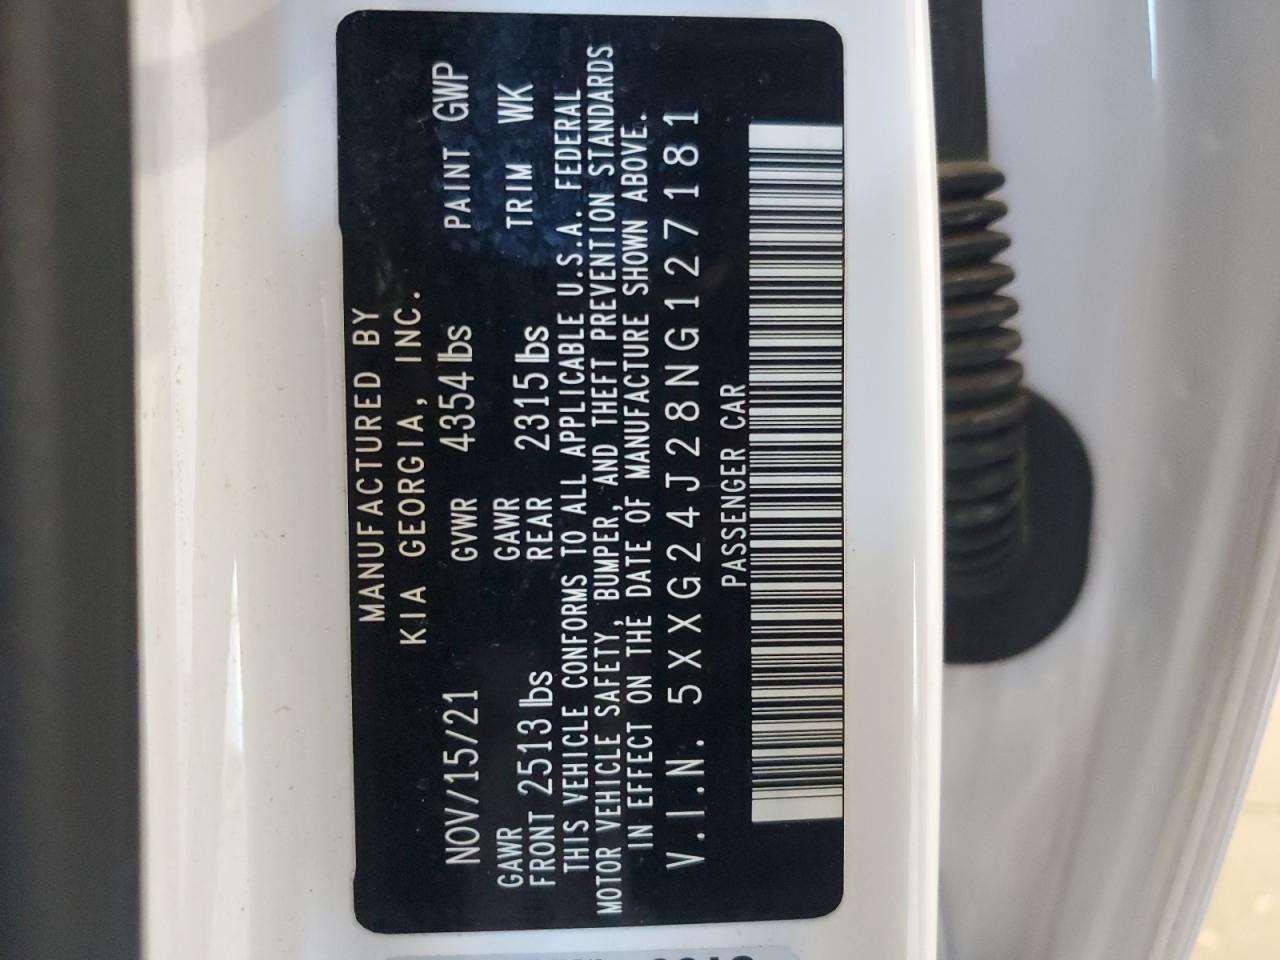 MANUFACTURED BY
KIA GEORGIA, INC.
NOV/15/21 GVWR 4354 lbs PAINT GWP
GAWR GAWR
FRONT 2513 lbs REAR 2315 lbs TRIM WK
THIS VEHICLE CONFORMS TO ALL APPLICABLE U.S.A. FEDERAL
MOTOR VEHICLE SAFETY, BUMPER, AND THEFT PREVENTION STANDARDS
IN EFFECT ON THE DATE OF MANUFACTURE SHOWN ABOVE.
V.I.N. 5XXG24J28NG127181
PASSENGER CAR